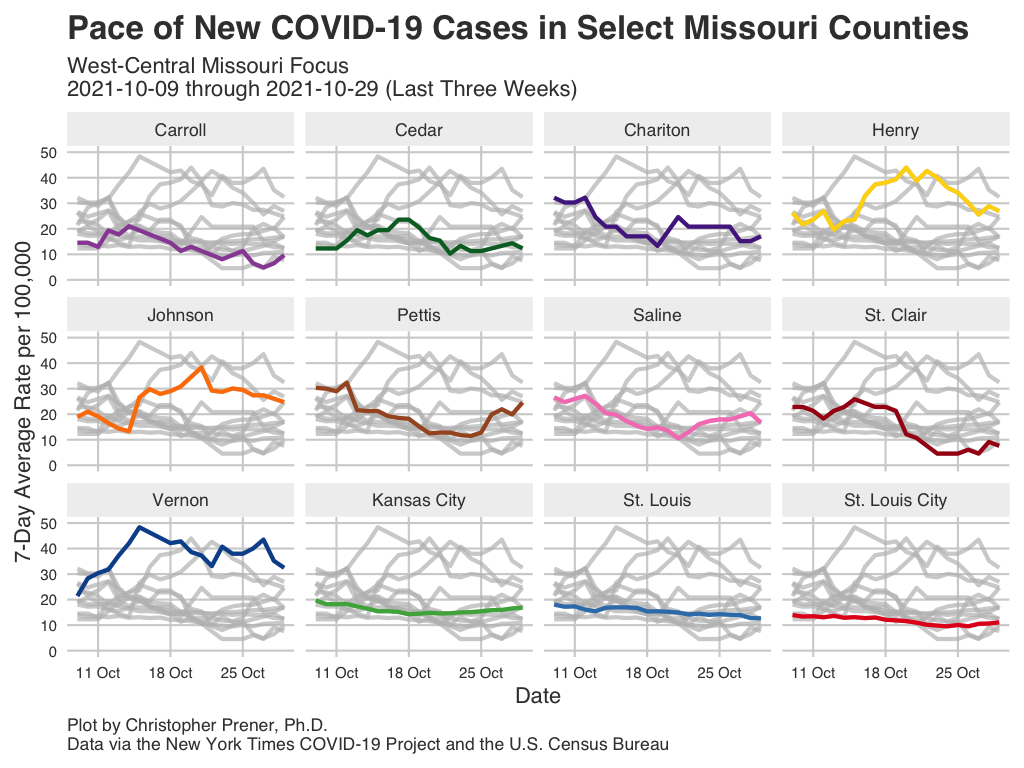 Pace of New COVID-19 Cases in Select Missouri Counties
West-Central Missouri Focus
2021-10-09 through 2021-10-29 (Last Three Weeks)
7-Day Average Rate per 100,000
Carroll Cedar Chariton Henry
50
40
30
20
10
0
Johnson Pettis Saline St. Clair
50
40
30
20
10
0
Vernon Kansas City St. Louis St. Louis City
50
40
30
20
10
0
11 Oct 18 Oct 25 Oct 11 Oct 18 Oct 25 Oct 11 Oct 18 Oct 25 Oct 11 Oct 18 Oct 25 Oct
Date
Plot by Christopher Prener, Ph.D.
Data via the New York Times COVID-19 Project and the U.S. Census Bureau